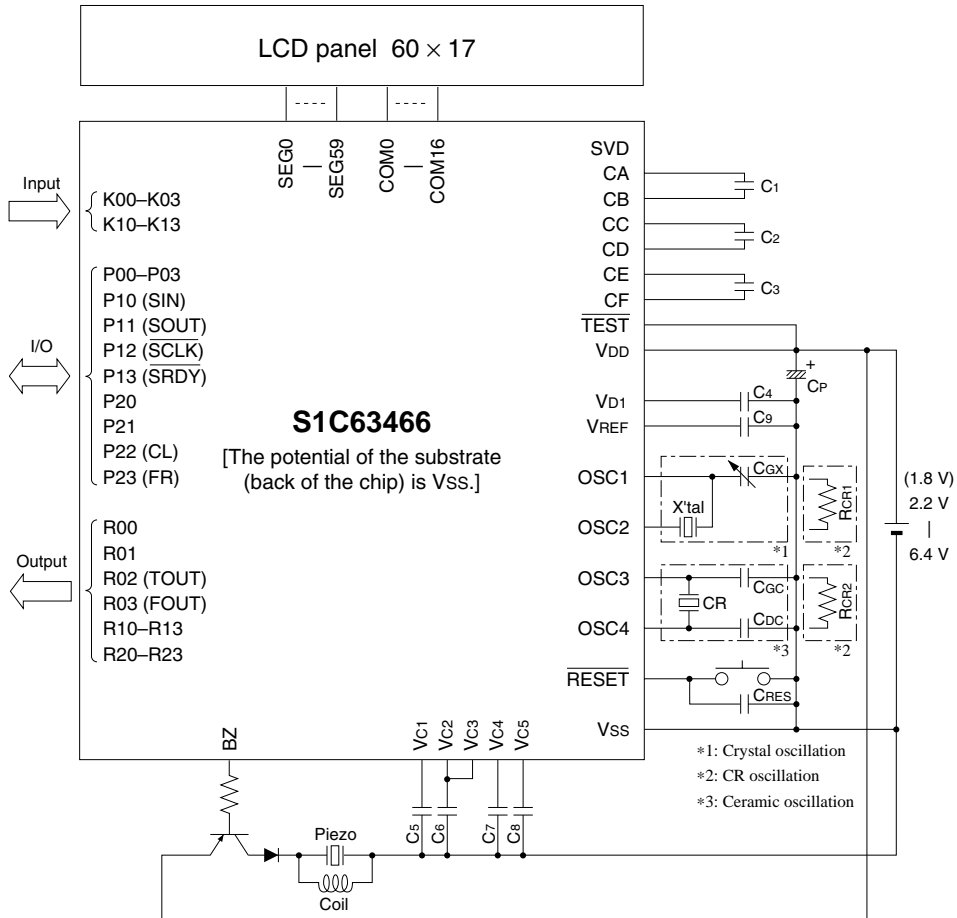 LCD panel 60 × 17
SEG0
SEG59
COM0
COM16
Input
K00–K03
K10–K13
I/O
P00–P03
P10 (SIN)
P11 (SOUT)
P12 (SCLK)
P13 (SRDY)
P20
P21
P22 (CL)
P23 (FR)
Output
R00
R01
R02 (TOUT)
R03 (FOUT)
R10–R13
R20–R23
S1C63466
[The potential of the substrate
(back of the chip) is VSS.]
SVD
CA
CB
CC
CD
CE
CF
TEST
VDD
VD1
VREF
OSC1
OSC2
OSC3
OSC4
RESET
VSS
C1
C2
C3
+
CP
C4
C9
CGX
X'tal
*1
RCR1
*2
CGC
CR
CDC
*3
RCR2
*2
CRES
(1.8 V)
2.2 V
|
6.4 V
*1: Crystal oscillation
*2: CR oscillation
*3: Ceramic oscillation
BZ
VC1
VC2
VC3
VC4
VC5
C5
C6
C7
C8
Piezo
Coil